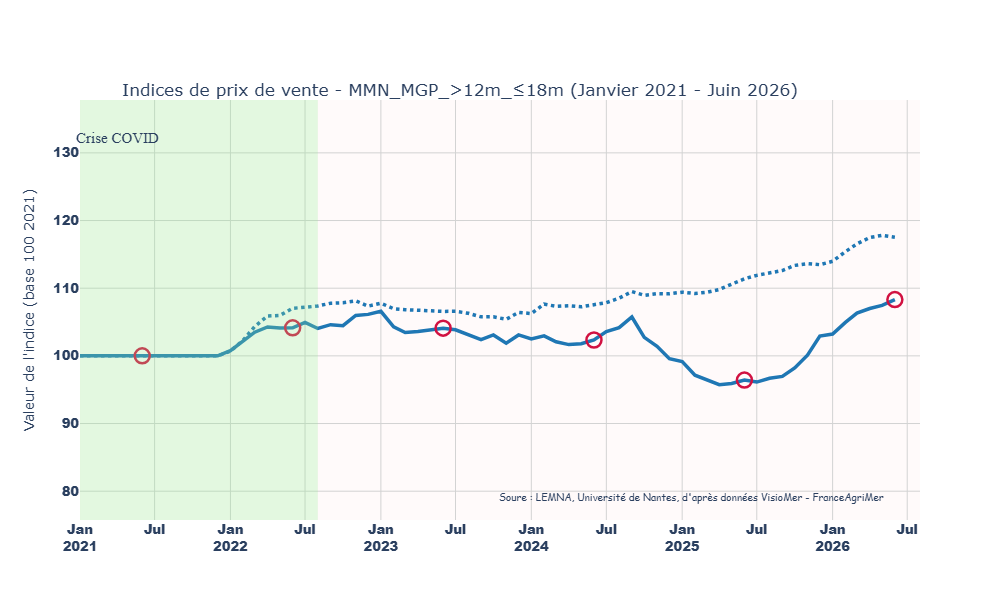 Indices de prix de vente - MMN_MGP_>12m_≤18m (Janvier 2021 - Juin 2026)
Crise COVID
Valeur de l'indice (base 100 2021)
130
120
110
100
90
80
Soure : LEMNA, Université de Nantes, d'après données VisioMer - FranceAgriMer
Jan Jul Jan Jul Jan Jul Jan Jul Jan Jul Jan Jul
2021 2022 2023 2024 2025 2026